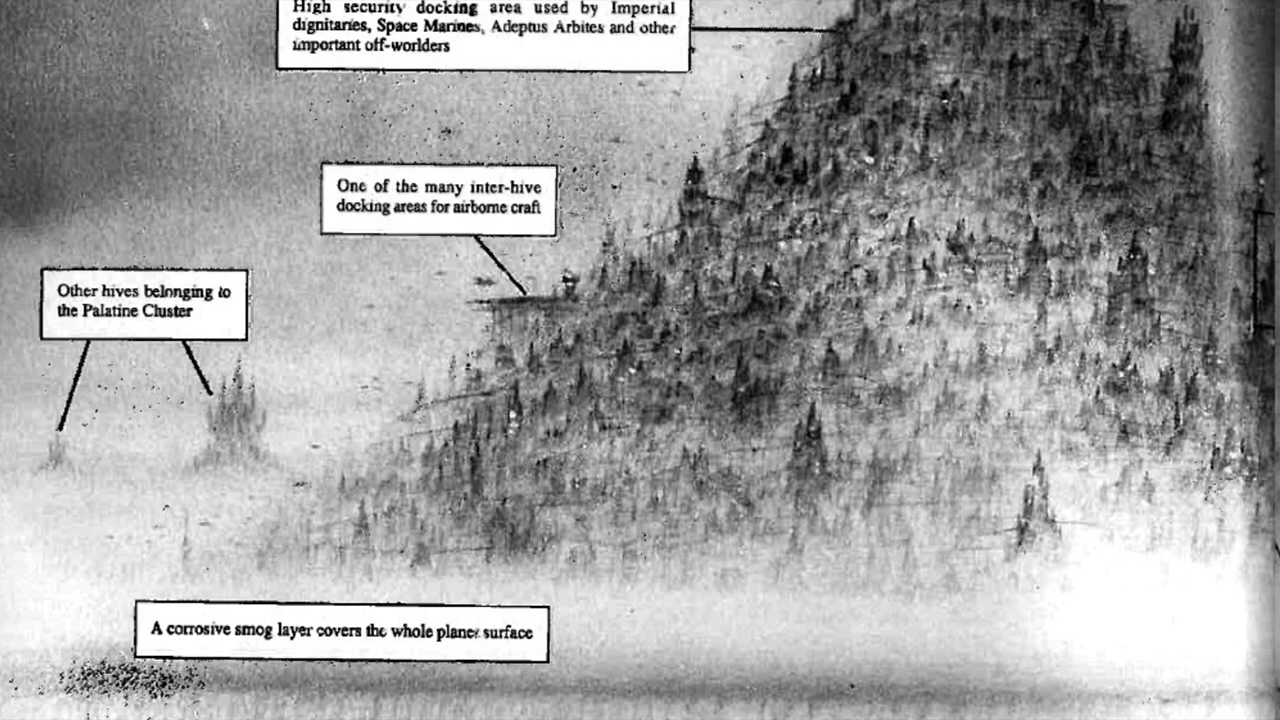 High security docking area used by Imperial
dignitaries, Space Marines, Adeptus Arbites and other
important off-worlders
One of the many inter-hive
docking areas for airborne craft
Other hives belonging to
the Palatine Cluster
A corrosive smog layer covers the whole planet surface